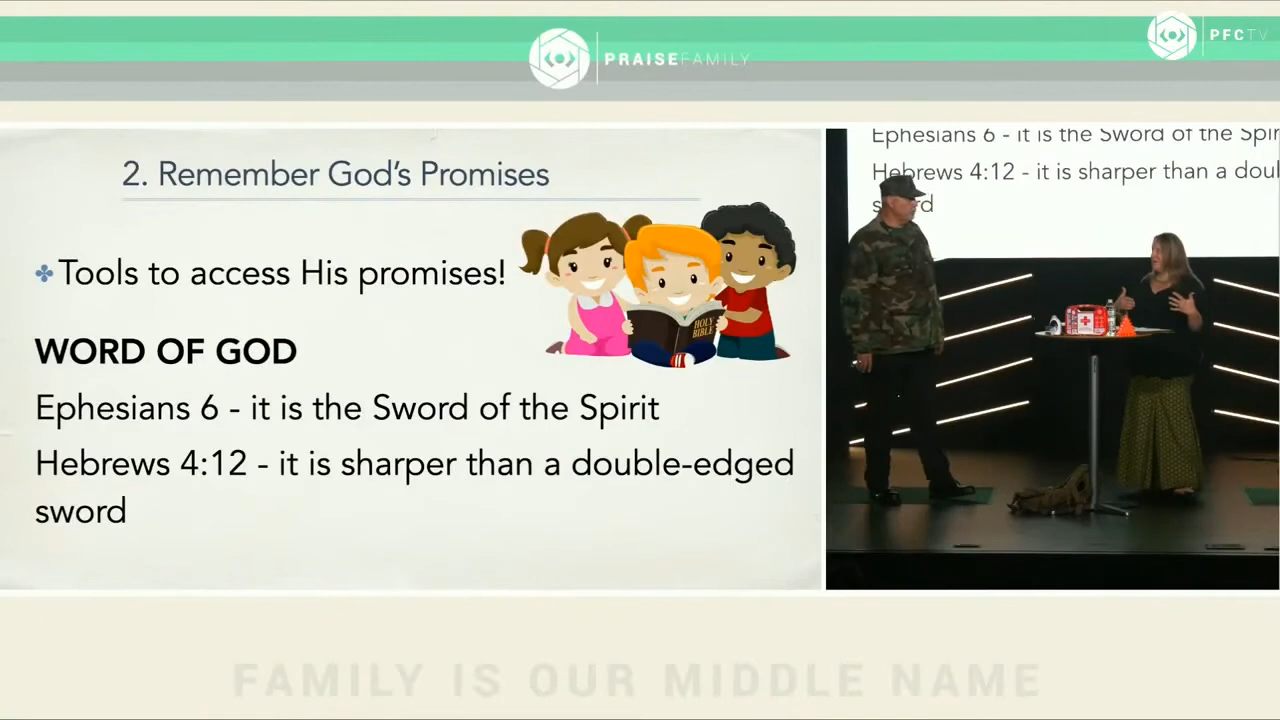 PRAISEFAMILY
PFCTV
2. Remember God's Promises
Tools to access His promises!
HOLY
BIBLE
WORD OF GOD
Ephesians 6 - it is the Sword of the Spirit
Hebrews 4:12 - it is sharper than a double-edged
sword
Ephesians 6 - it is the Sword of the Spir
Hebrews 4:12 - it is sharper than a doul
sword
FAMILY IS OUR MIDDLE NAME